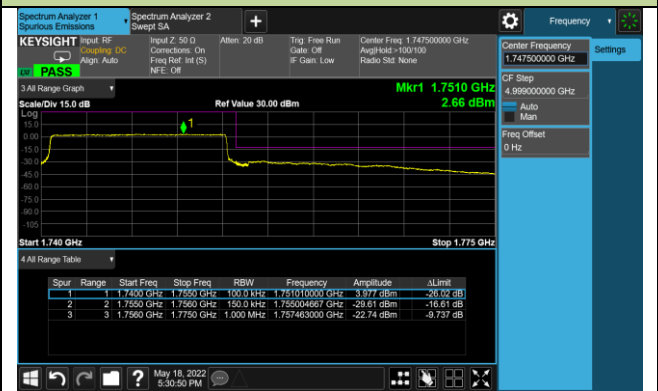 Spectrum Analyzer 1
Spurious Emissions
Spectrum Analyzer 2
Swept SA
Frequency
KEYSIGHT
Input: RF
Coupling: DC
Align: Auto
Input Z: 50 Ω
Corrections: On
Freq Ref: Int (S)
NFE: Off
Atten: 20 dB
Trig: Free Run
Gate: Off
IF Gain: Low
Center Freq: 1.747500000 GHz
Avg|Hold:>100/100
Radio Std: None
PASS
Center Frequency
1.747500000 GHz
Settings
CF Step
4.999000000 GHz
Auto
Man
Freq Offset
0 Hz
3 All Range Graph
Mkr1 1.7510 GHz
Scale/Div 15.0 dB
Ref Value 30.00 dBm
2.66 dBm
Log
15.0
0.00
-15.0
-30.0
-45.0
-60.0
-75.0
-90.0
-105
1
Start 1.740 GHz
Stop 1.775 GHz
4 All Range Table
Spur Range Start Freq Stop Freq RBW Frequency Amplitude ΔLimit
1 1 1.7400 GHz 1.7550 GHz 100.0 kHz 1.751010000 GHz 3.977 dBm -26.02 dB
2 2 1.7550 GHz 1.7560 GHz 150.0 kHz 1.755004667 GHz -29.61 dBm -16.61 dB
3 3 1.7560 GHz 1.7750 GHz 1.000 MHz 1.757463000 GHz -22.74 dBm -9.737 dB
May 18, 2022
5:30:50 PM